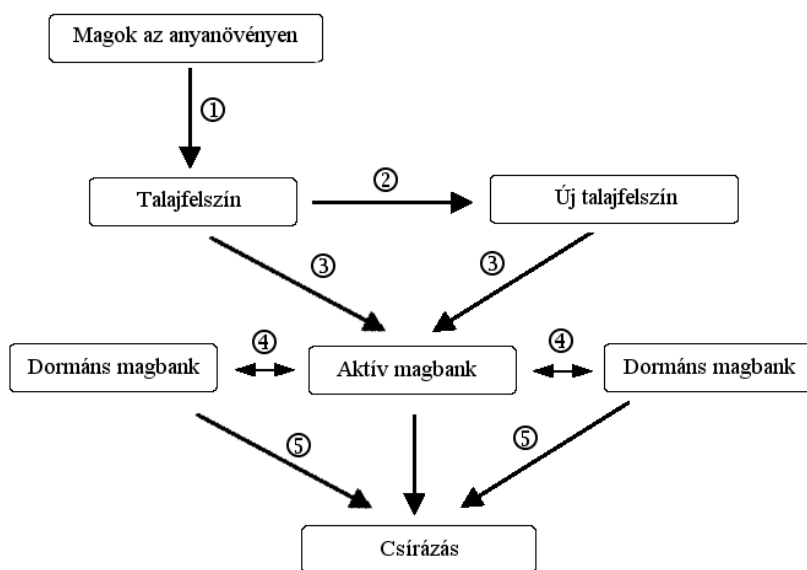 Magok az anyanövényen
①
Talajfelszín
②
Új talajfelszín
③
③
Dormáns magbank
④
Aktív magbank
④
Dormáns magbank
⑤
⑤
Csírázás